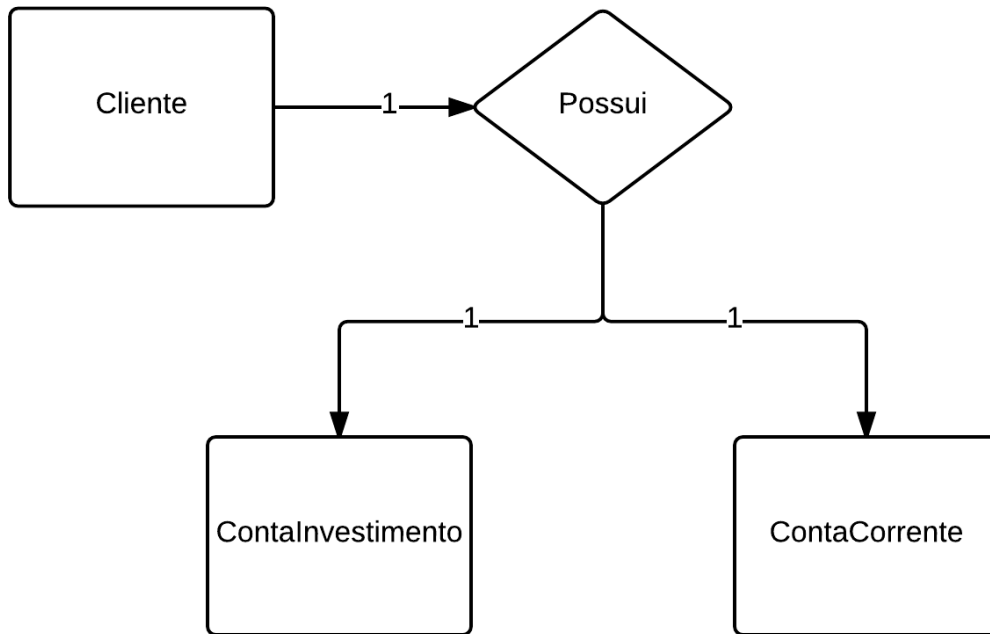 Cliente
1
Possui
1
1
ContaInvestimento
ContaCorrente